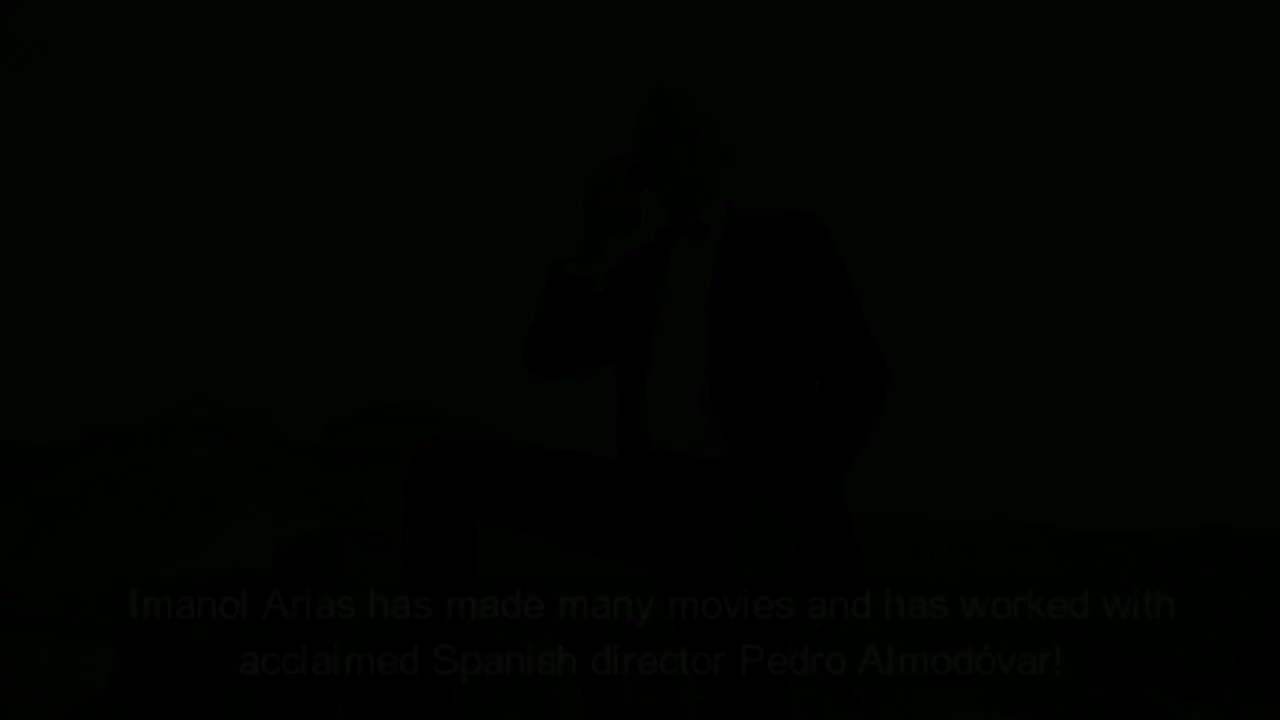 Imanol Arias has made many movies and has worked with
acclaimed Spanish director Pedro Almodóvar!